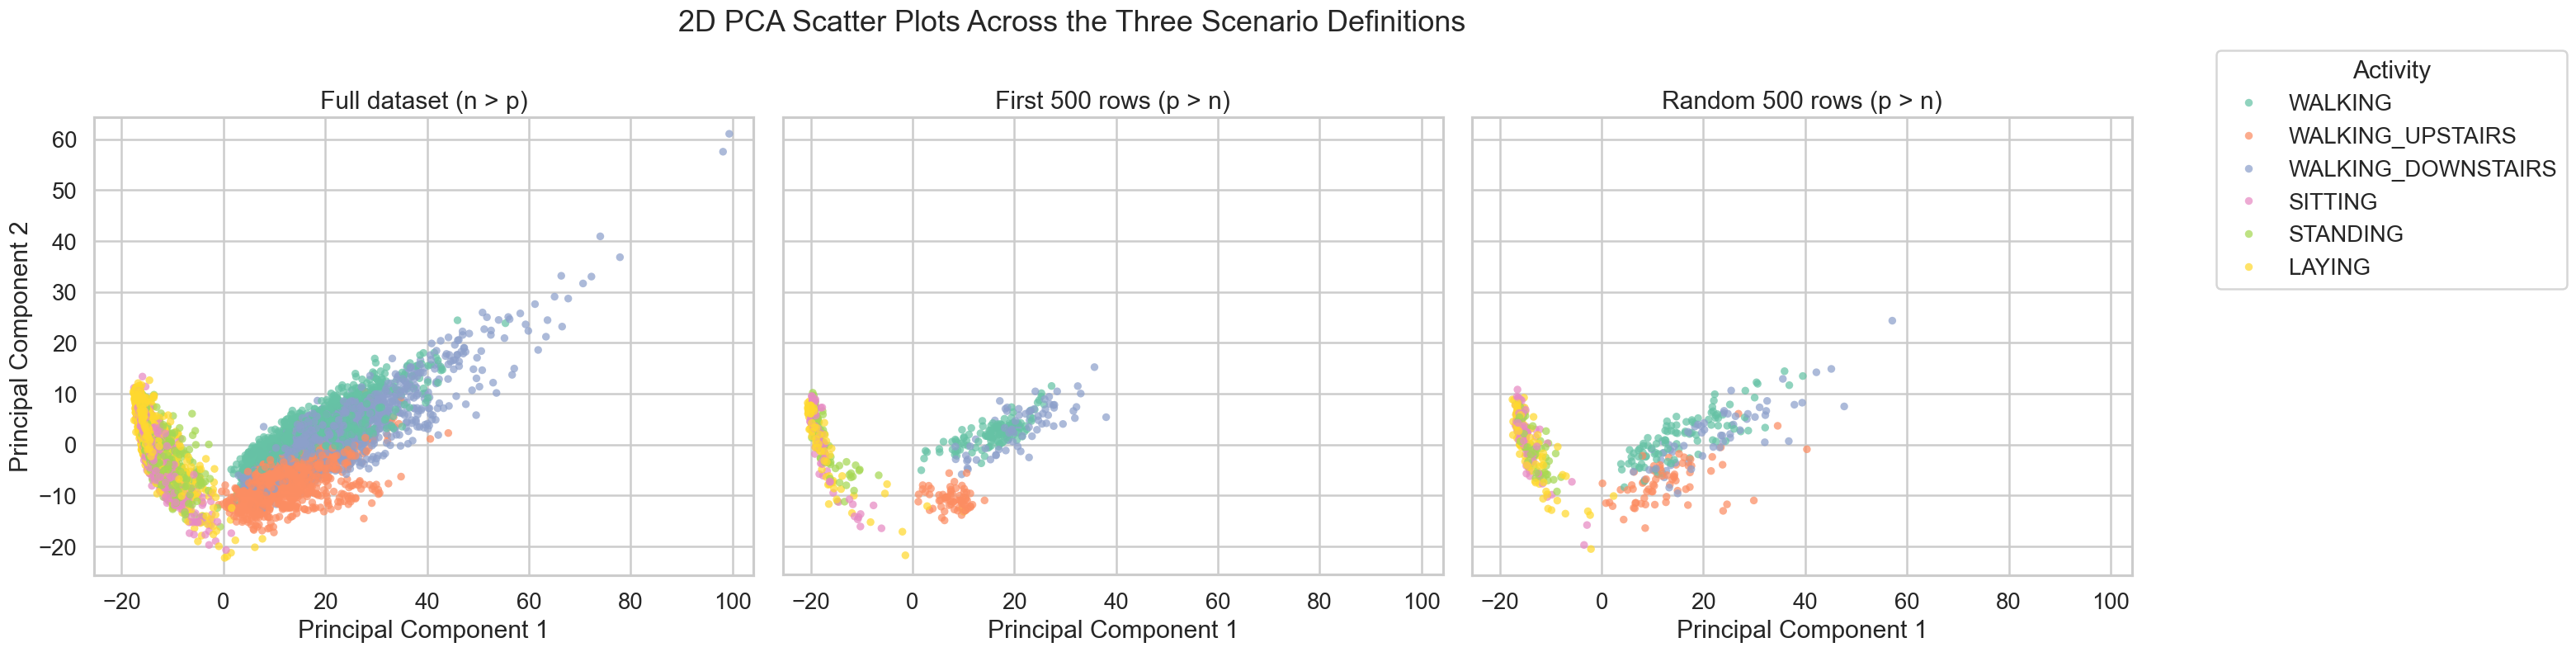 2D PCA Scatter Plots Across the Three Scenario Definitions
Full dataset (n > p)
First 500 rows (p > n)
Random 500 rows (p > n)
Activity
WALKING
WALKING_UPSTAIRS
WALKING_DOWNSTAIRS
SITTING
STANDING
LAYING
Principal Component 2
60
50
40
30
20
10
0
−10
−20
−20 0 20 40 60 80 100
−20 0 20 40 60 80 100
−20 0 20 40 60 80 100
Principal Component 1
Principal Component 1
Principal Component 1